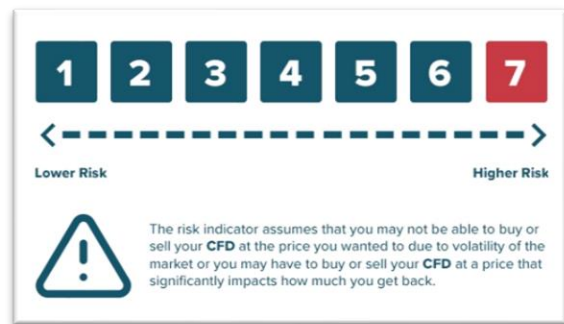 1 2 3 4 5 6 7
Lower Risk Higher Risk
The risk indicator assumes that you may not be able to buy or
sell your CFD at the price you wanted to due to volatility of the
market or you may have to buy or sell your CFD at a price that
significantly impacts how much you get back.